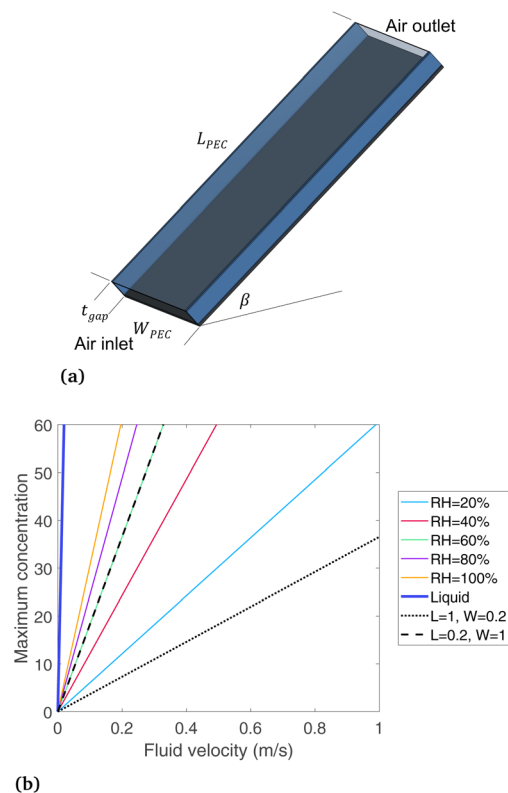 Air outlet
L_PEC
β
t_gap
W_PEC
Air inlet
(a)
60
50
40
30
20
10
0
Maximum concentration
0
0.2
0.4
0.6
0.8
1
Fluid velocity (m/s)
RH=20%
RH=40%
RH=60%
RH=80%
RH=100%
Liquid
L=1, W=0.2
L=0.2, W=1
(b)